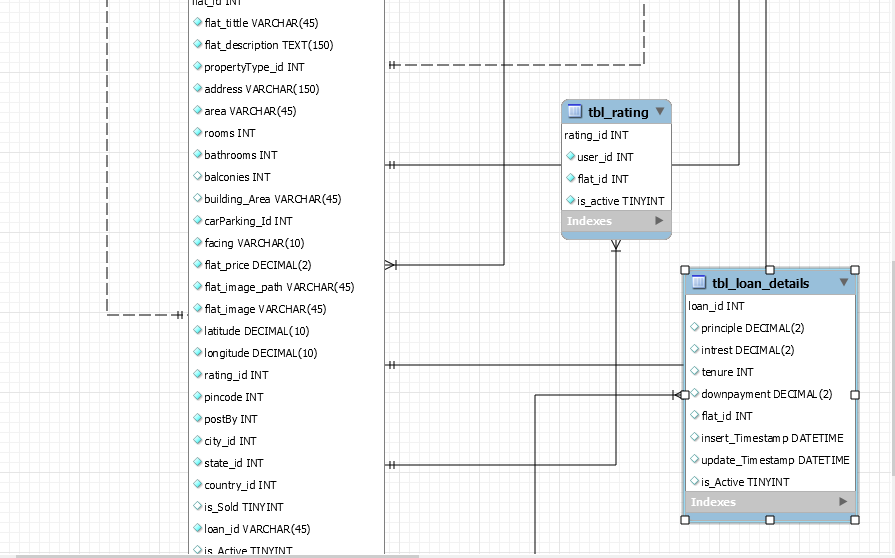 flat_id INT
flat_tittle VARCHAR(45)
flat_description TEXT(150)
propertyType_id INT
address VARCHAR(150)
area VARCHAR(45)
rooms INT
bathrooms INT
balconies INT
building_Area VARCHAR(45)
carParking_Id INT
facing VARCHAR(10)
flat_price DECIMAL(2)
flat_image_path VARCHAR(45)
flat_image VARCHAR(45)
latitude DECIMAL(10)
longitude DECIMAL(10)
rating_id INT
pincode INT
postBy INT
city_id INT
state_id INT
country_id INT
is_Sold TINYINT
loan_id VARCHAR(45)
is_Active TINYINT
tbl_rating
rating_id INT
user_id INT
flat_id INT
is_active TINYINT
Indexes
tbl_loan_details
loan_id INT
principle DECIMAL(2)
intrest DECIMAL(2)
tenure INT
downpayment DECIMAL(2)
flat_id INT
insert_Timestamp DATETIME
update_Timestamp DATETIME
is_Active TINYINT
Indexes